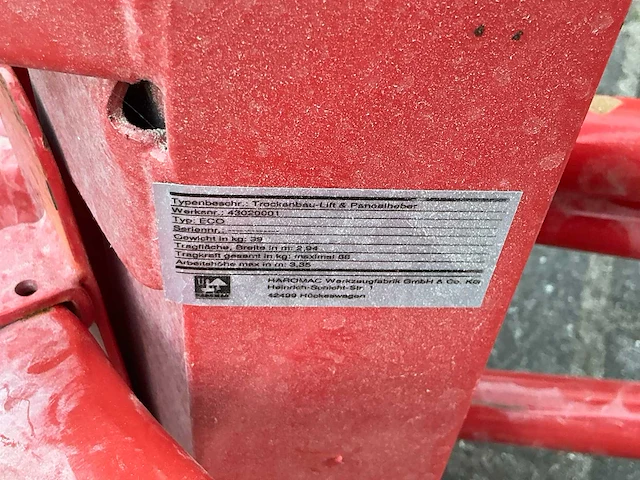 Typenbeschr.: Trockenbau-Lift & Paneelheber
Werksnr.: 43020001
Typ: ECO
Seriennr.:
Gewicht in kg: 39
Tragfläche, Breite in m: 2,94
Tragkraft gesamt in kg: maximal 68
Arbeitshöhe max in m: 3,35
HAROMAC Werkzeugfabrik GmbH & Co. KG
HAROMAC
Heinrich-Schicht-Str. 1
42499 Hückeswagen